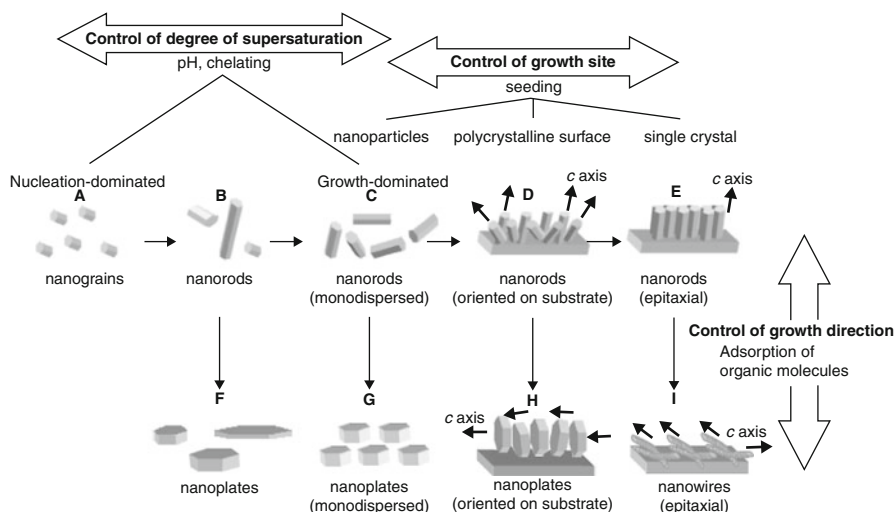 Control of degree of supersaturation
pH, chelating
Control of growth site
seeding
nanoparticles polycrystalline surface single crystal
Nucleation-dominated Growth-dominated
A B C D c axis E c axis
nanograins nanorods nanorods nanorods nanorods
(monodispersed) (oriented on substrate) (epitaxial)
Control of growth direction
Adsorption of
organic molecules
F G H I
c axis c axis
nanoplates nanoplates nanoplates nanowires
(monodispersed) (oriented on substrate) (epitaxial)